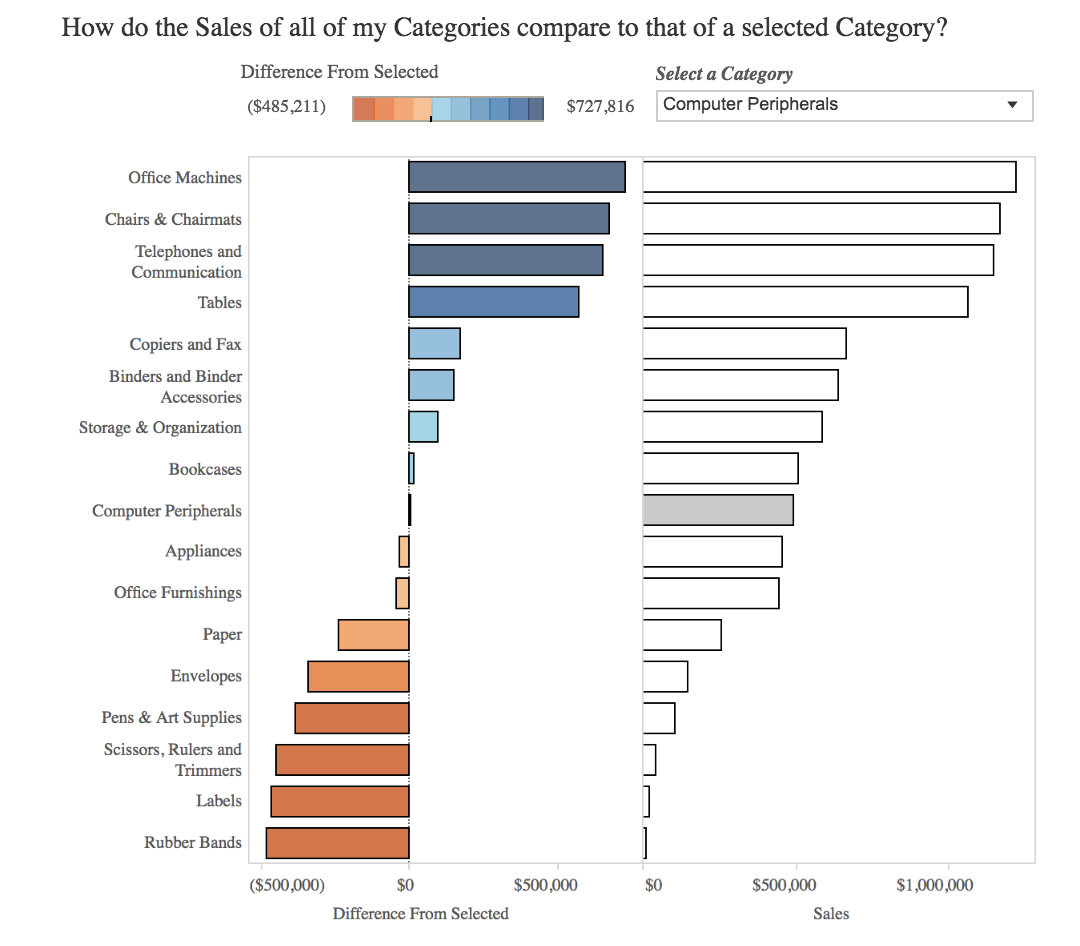 How do the Sales of all of my Categories compare to that of a selected Category?
Difference From Selected
Select a Category
($485,211)
$727,816
Computer Peripherals
Office Machines
Chairs & Chairmats
Telephones and
Communication
Tables
Copiers and Fax
Binders and Binder
Accessories
Storage & Organization
Bookcases
Computer Peripherals
Appliances
Office Furnishings
Paper
Envelopes
Pens & Art Supplies
Scissors, Rulers and
Trimmers
Labels
Rubber Bands
($500,000)
$0
$500,000
$0
$500,000
$1,000,000
Difference From Selected
Sales